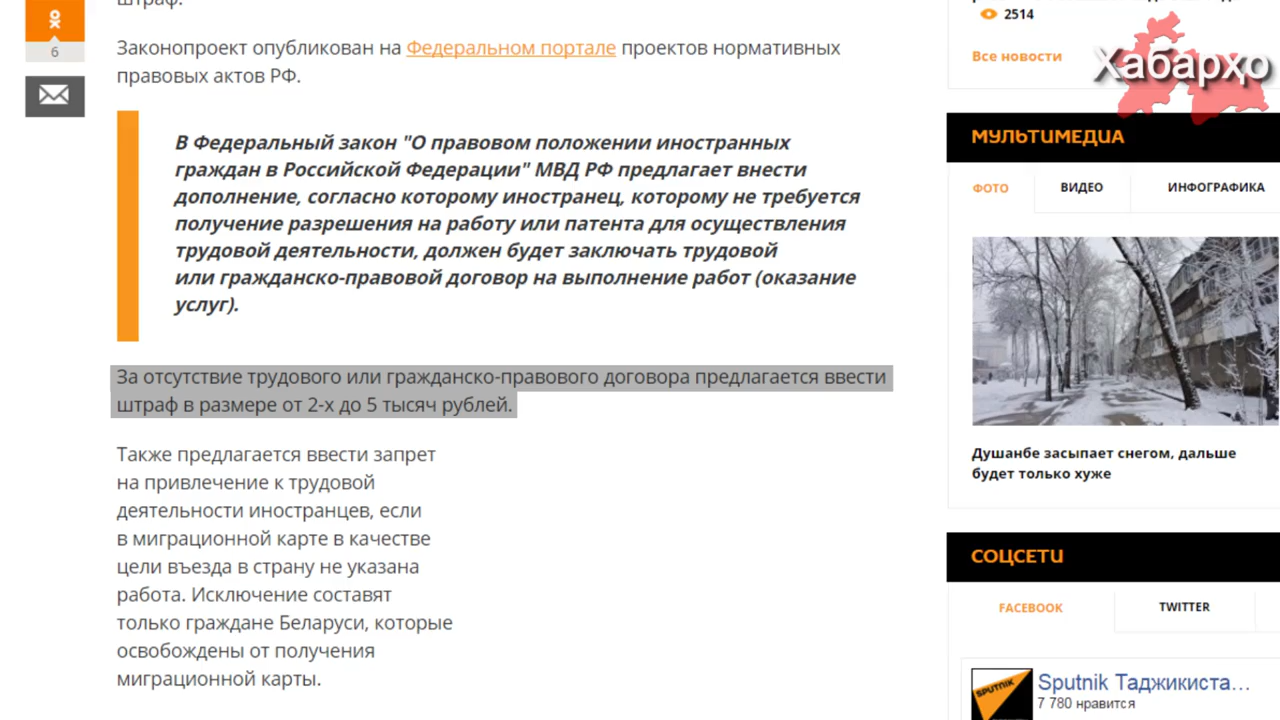 штраф.
6
Законопроект опубликован на Федеральном портале проектов нормативных
правовых актов РФ.
В Федеральный закон "О правовом положении иностранных
граждан в Российской Федерации" МВД РФ предлагает внести
дополнение, согласно которому иностранец, которому не требуется
получение разрешения на работу или патента для осуществления
трудовой деятельности, должен будет заключать трудовой
или гражданско-правовой договор на выполнение работ (оказание
услуг).
За отсутствие трудового или гражданско-правового договора предлагается ввести
штраф в размере от 2-х до 5 тысяч рублей.
Также предлагается ввести запрет
на привлечение к трудовой
деятельности иностранцев, если
в миграционной карте в качестве
цели въезда в страну не указана
работа. Исключение составят
только граждане Беларуси, которые
освобождены от получения
миграционной карты.
2514
Все новости
Хабарҳо
МУЛЬТИМЕДИА
ФОТО
ВИДЕО
ИНФОГРАФИКА
Душанбе засыпает снегом, дальше
будет только хуже
СОЦСЕТИ
FACEBOOK
TWITTER
SPUTNIK
Sputnik Таджикиста...
7 780 нравится